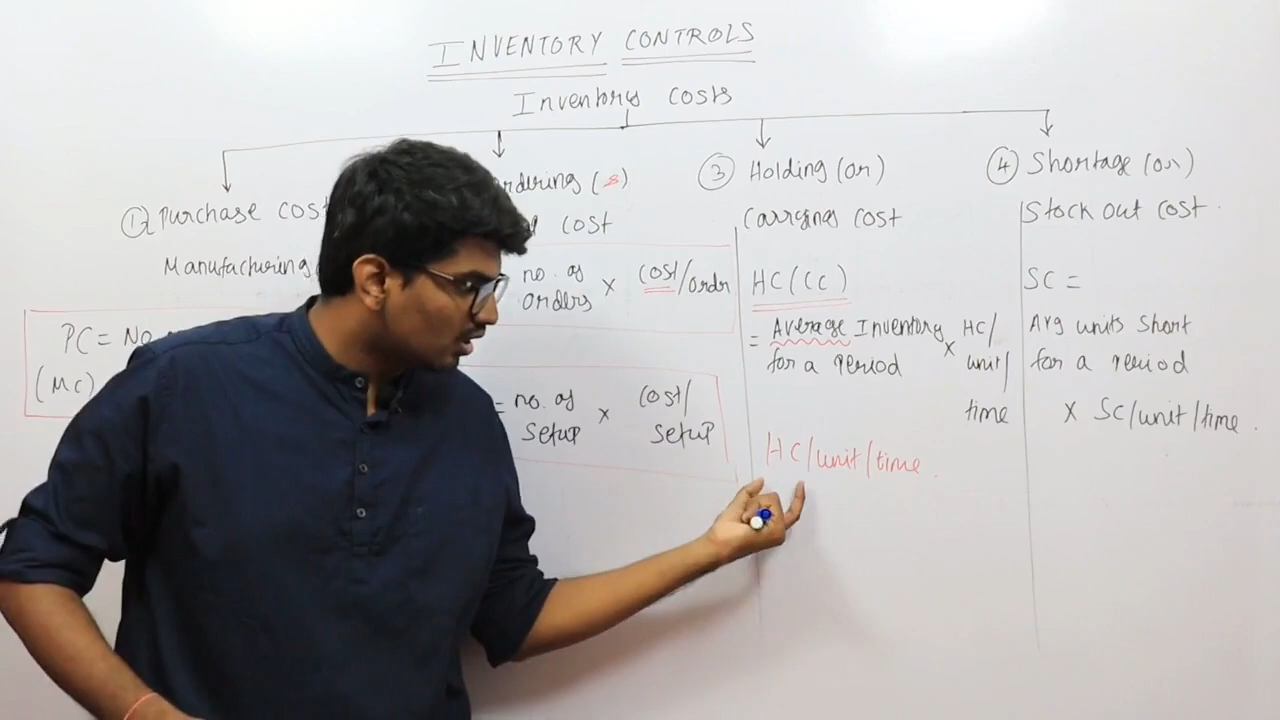 INVENTORY CONTROLS
Inventory costs
① Purchase cost
Manufacturing
PC = No
(MC)
ordering (s)
cost
no. of orders × cost/order
= no. of setup × cost/setup
③ Holding (or)
Carrying cost
HC/(CC)
= Average Inventory for a period × HC/unit/time
HC/unit/time.
④ Shortage (or)
Stock out cost.
SC =
Avg units short
for a period
× SC/unit/time.